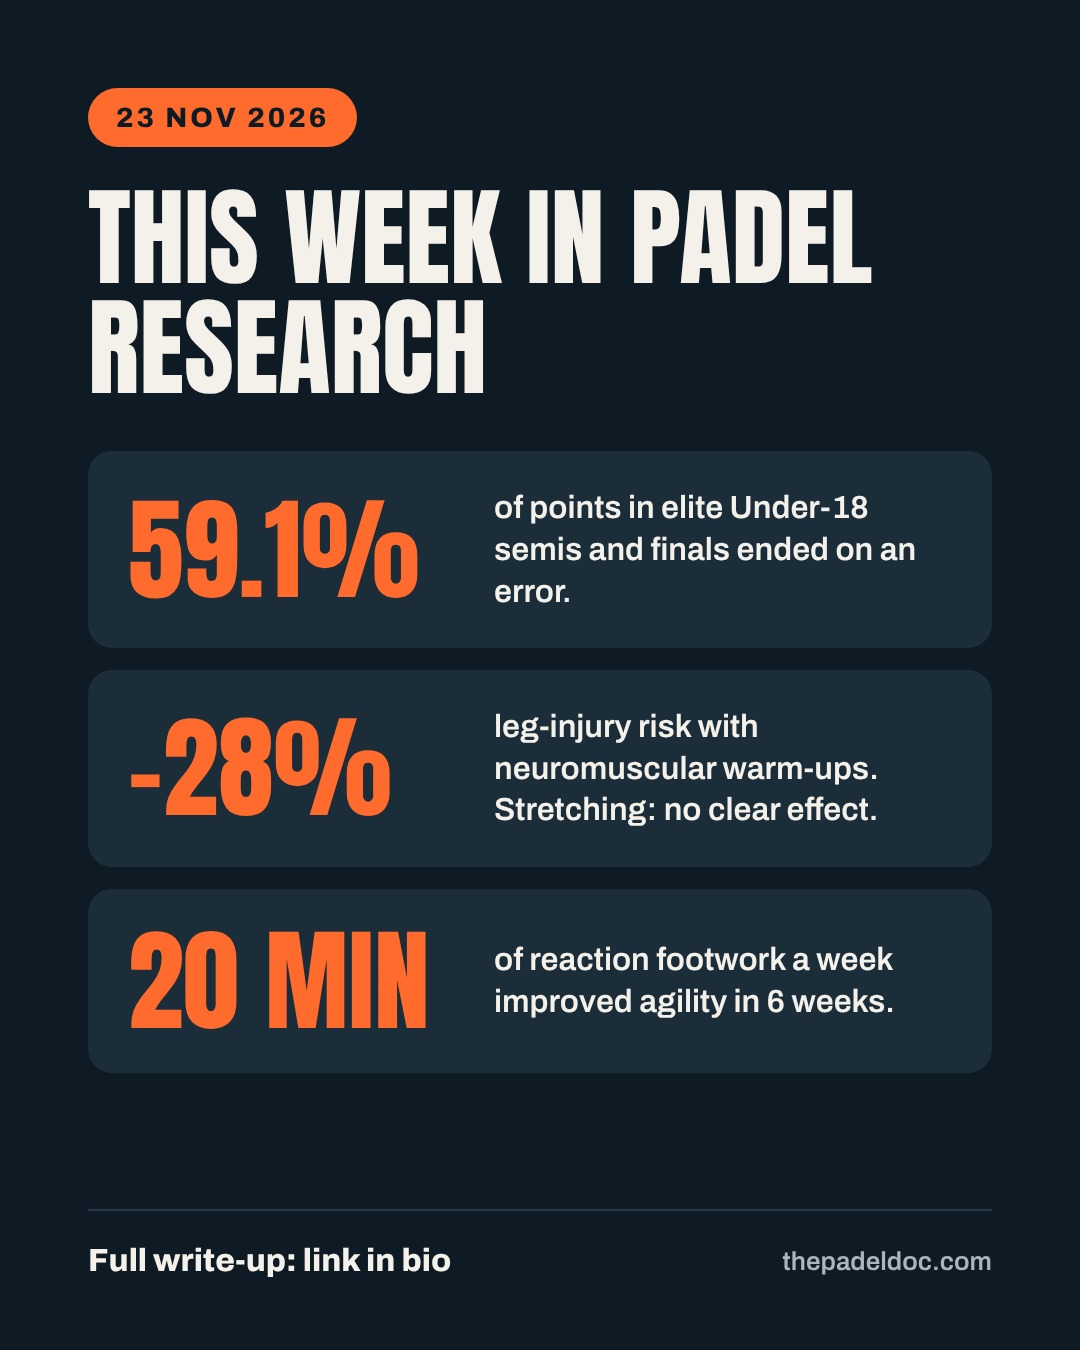 23 NOV 2026
THIS WEEK IN PADEL
RESEARCH
59.1%
of points in elite Under-18
semis and finals ended on an
error.
-28%
leg-injury risk with
neuromuscular warm-ups.
Stretching: no clear effect.
20 MIN
of reaction footwork a week
improved agility in 6 weeks.
Full write-up: link in bio
thepadeldoc.com